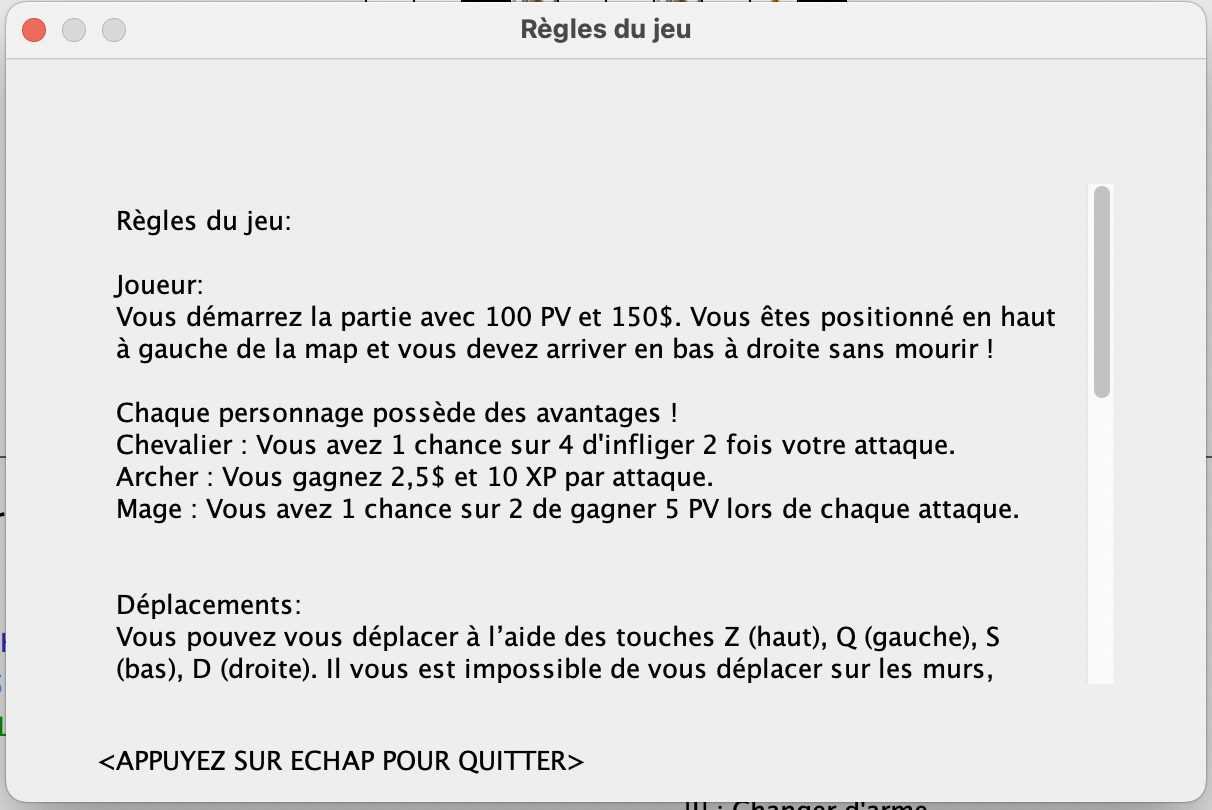 Règles du jeu
Règles du jeu:
Joueur:
Vous démarrez la partie avec 100 PV et 150$. Vous êtes positionné en haut
à gauche de la map et vous devez arriver en bas à droite sans mourir !
Chaque personnage possède des avantages !
Chevalier : Vous avez 1 chance sur 4 d'infliger 2 fois votre attaque.
Archer : Vous gagnez 2,5$ et 10 XP par attaque.
Mage : Vous avez 1 chance sur 2 de gagner 5 PV lors de chaque attaque.
Déplacements:
Vous pouvez vous déplacer à l’aide des touches Z (haut), Q (gauche), S
(bas), D (droite). Il vous est impossible de vous déplacer sur les murs,
<APPUYEZ SUR ECHAP POUR QUITTER>
: Changer d'arme